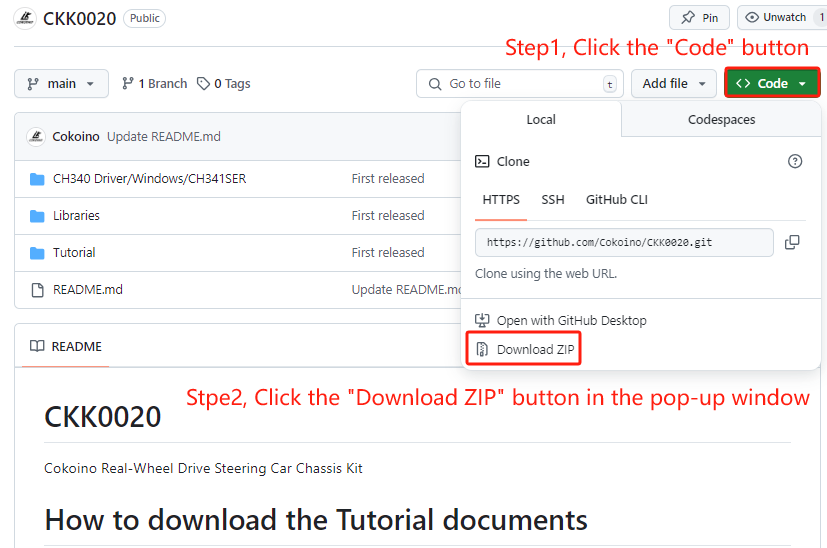 CKK0020 Public Pin Unwatch 1
Step1, Click the "Code" button
main 1 Branch 0 Tags Go to file t Add file Code
Local Codespaces
Cokoino Update README.md
Clone
CH340 Driver/Windows/CH341SER First released
HTTPS SSH GitHub CLI
Libraries First released
https://github.com/Cokoino/CKK0020.git
Tutorial First released
Clone using the web URL.
README.md Update README.md
Open with GitHub Desktop
README
Download ZIP
Stpe2, Click the "Download ZIP" button in the pop-up window
CKK0020
Cokoino Real-Wheel Drive Steering Car Chassis Kit
How to download the Tutorial documents